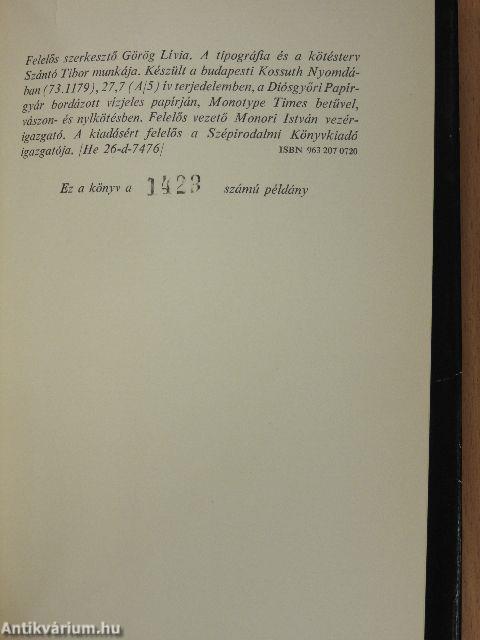 Felelős szerkesztő Görög Lívia. A tipográfia és a kötésterv
Szántó Tibor munkája. Készült a budapesti Kossuth Nyomdá-
ban (73.1179), 27,7 (A/5) ív terjedelemben, a Diósgyőri Papír-
gyár bordázott vízjeles papírján, Monotype Times betűvel,
vászon- és nylkötésben. Felelős vezető Monori István vezér-
igazgató. A kiadásért felelős a Szépirodalmi Könyvkiadó
igazgatója. [He 26-d-7476] ISBN 963 207 072 0
Ez a könyv a 1423 számú példány
Antikvárium.hu